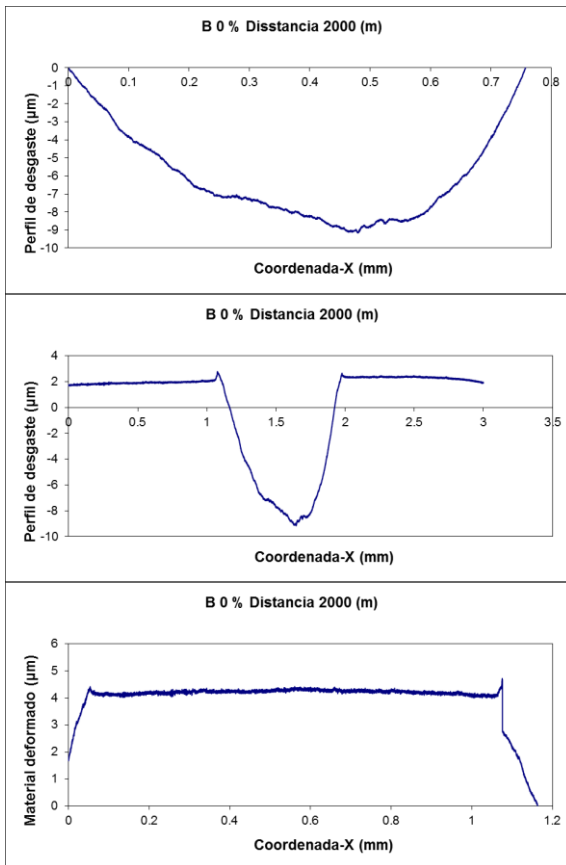 B 0 % Disstancia 2000 (m)
0 0.1 0.2 0.3 0.4 0.5 0.6 0.7 0.8
0
-1
-2
-3
-4
-5
-6
-7
-8
-9
-10
Perfil de desgaste (µm)
Coordenada-X (mm)
B 0 % Distancia 2000 (m)
4
2
0
-2
-4
-6
-8
-10
0 0.5 1 1.5 2 2.5 3 3.5
Perfil de desgaste (µm)
Coordenada-X (mm)
B 0 % Distancia 2000 (m)
6
5
4
3
2
1
0
0 0.2 0.4 0.6 0.8 1 1.2
Material deformado (µm)
Coordenada-X (mm)